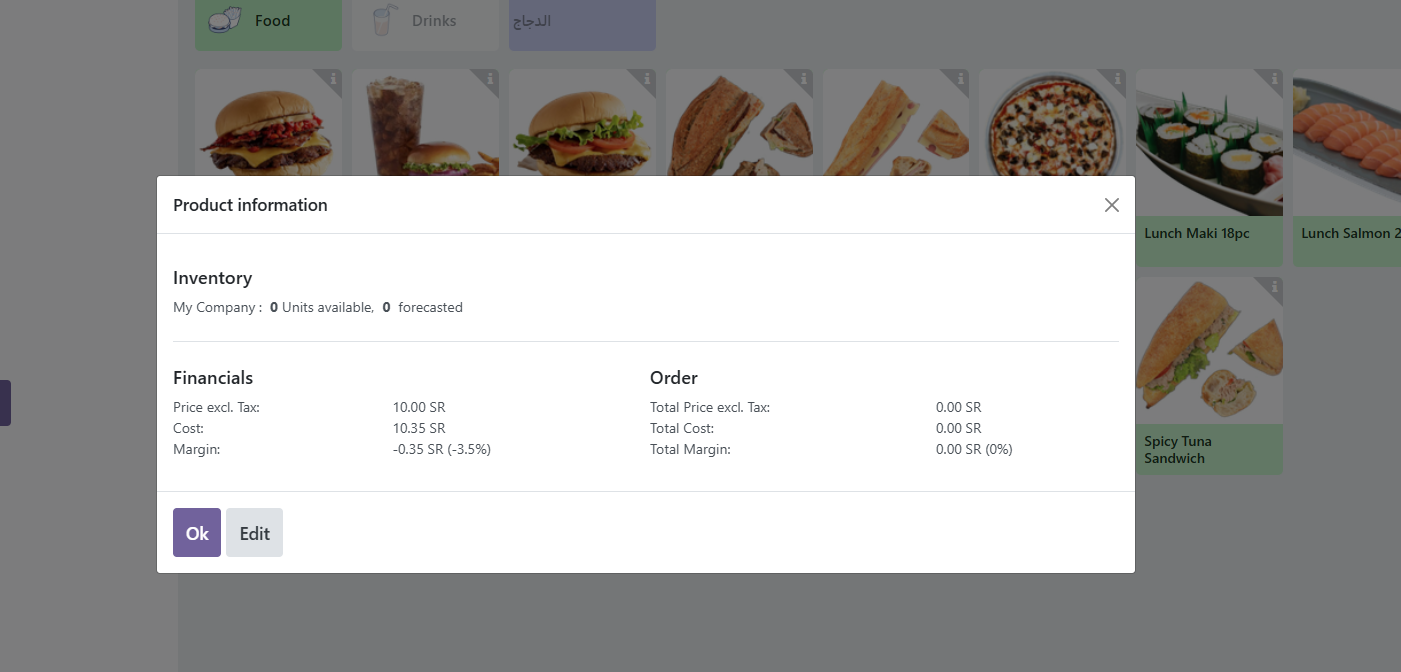 Food
Drinks
الدجاج
Lunch Maki 18pc
Lunch Salmon 2
Product information
Inventory
My Company : 0 Units available, 0 forecasted
Financials
Price excl. Tax: 10.00 SR
Cost: 10.35 SR
Margin: -0.35 SR (-3.5%)
Order
Total Price excl. Tax: 0.00 SR
Total Cost: 0.00 SR
Total Margin: 0.00 SR (0%)
Ok
Edit
Spicy Tuna
Sandwich